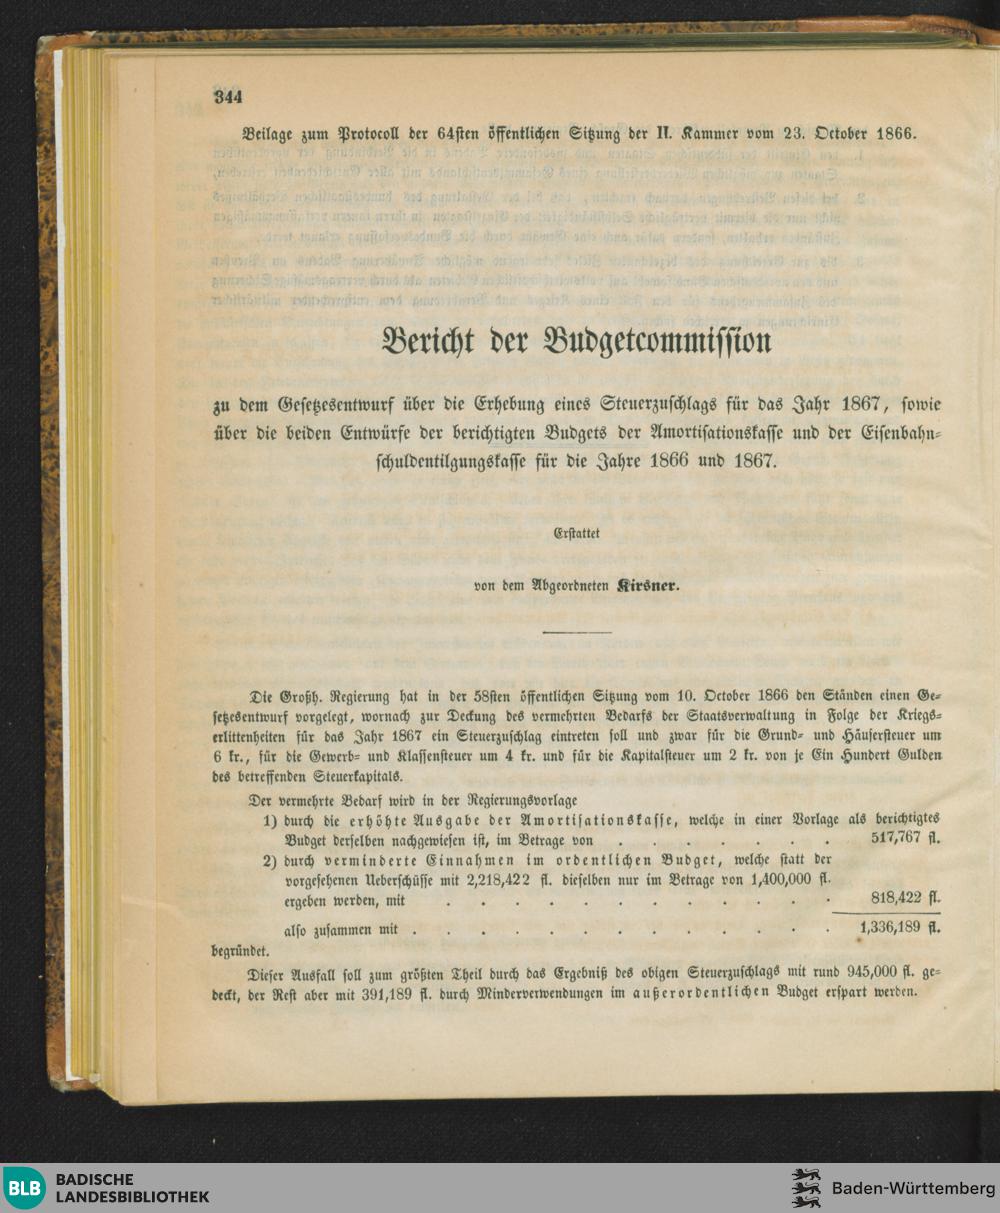 344
Beilage zum Protocoll der 64sten öffentlichen Sitzung der II. Kammer vom 23. October 1866.
Bericht der Budgetcommission
zu dem Gesetzesentwurf über die Erhebung eines Steuerzuschlags für das Jahr 1867, sowie
über die beiden Entwürfe der berichtigten Budgets der Amortisationskasse und der Eisenbahn-
schuldentilgungskasse für die Jahre 1866 und 1867.
Erstattet
von dem Abgeordneten Kirsner.
Die Großh. Regierung hat in der 58sten öffentlichen Sitzung vom 10. October 1866 den Ständen einen Ge-
setzesentwurf vorgelegt, wornach zur Deckung des vermehrten Bedarfs der Staatsverwaltung in Folge der Kriegs-
erlittenheiten für das Jahr 1867 ein Steuerzuschlag eintreten soll und zwar für die Grund- und Häusersteuer um
6 kr., für die Gewerb- und Klassensteuer um 4 kr. und für die Kapitalsteuer um 2 kr. von je Ein Hundert Gulden
des betreffenden Steuerkapitals.
Der vermehrte Bedarf wird in der Regierungsvorlage
1) durch die erhöhte Ausgabe der Amortisationskasse, welche in einer Vorlage als berichtigtes
Budget derselben nachgewiesen ist, im Betrage von . . . . . . . 517,767 fl.
2) durch verminderte Einnahmen im ordentlichen Budget, welche statt der
vorgesehenen Ueberschüsse mit 2,218,422 fl. dieselben nur im Betrage von 1,400,000 fl.
ergeben werden, mit . . . . . . . . . . . . 818,422 fl.
also zusammen mit . . . . . . . . . . . . . 1,336,189 fl.
begründet.
Dieser Ausfall soll zum größten Theil durch das Ergebniß des obigen Steuerzuschlags mit rund 945,000 fl. ge-
deckt, der Rest aber mit 391,189 fl. durch Minderverwendungen im außerordentlichen Budget erspart werden.
BLB
BADISCHE
LANDESBIBLIOTHEK
Baden-Württemberg